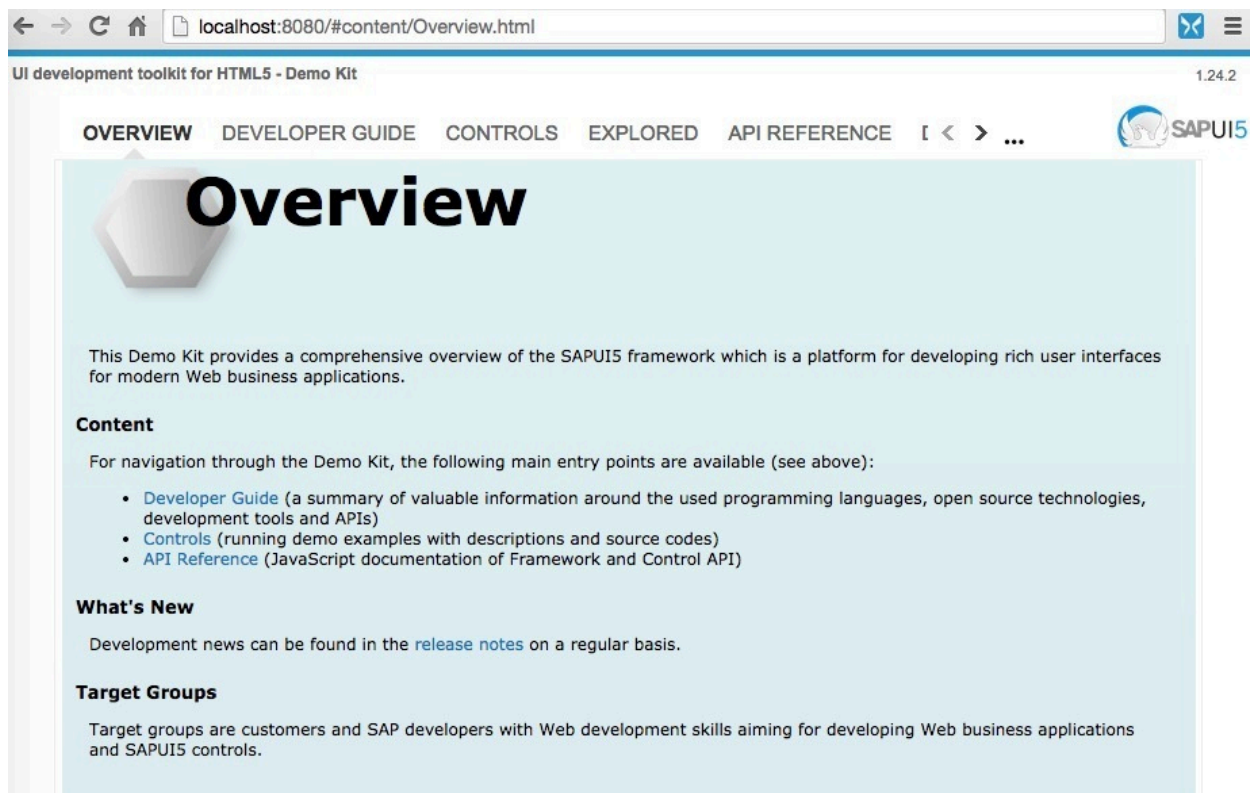 localhost:8080/#content/Overview.html
UI development toolkit for HTML5 - Demo Kit
1.24.2
OVERVIEW DEVELOPER GUIDE CONTROLS EXPLORED API REFERENCE < > ...
SAPUI5
Overview
This Demo Kit provides a comprehensive overview of the SAPUI5 framework which is a platform for developing rich user interfaces
for modern Web business applications.
Content
For navigation through the Demo Kit, the following main entry points are available (see above):
• Developer Guide (a summary of valuable information around the used programming languages, open source technologies,
development tools and APIs)
• Controls (running demo examples with descriptions and source codes)
• API Reference (JavaScript documentation of Framework and Control API)
What's New
Development news can be found in the release notes on a regular basis.
Target Groups
Target groups are customers and SAP developers with Web development skills aiming for developing Web business applications
and SAPUI5 controls.